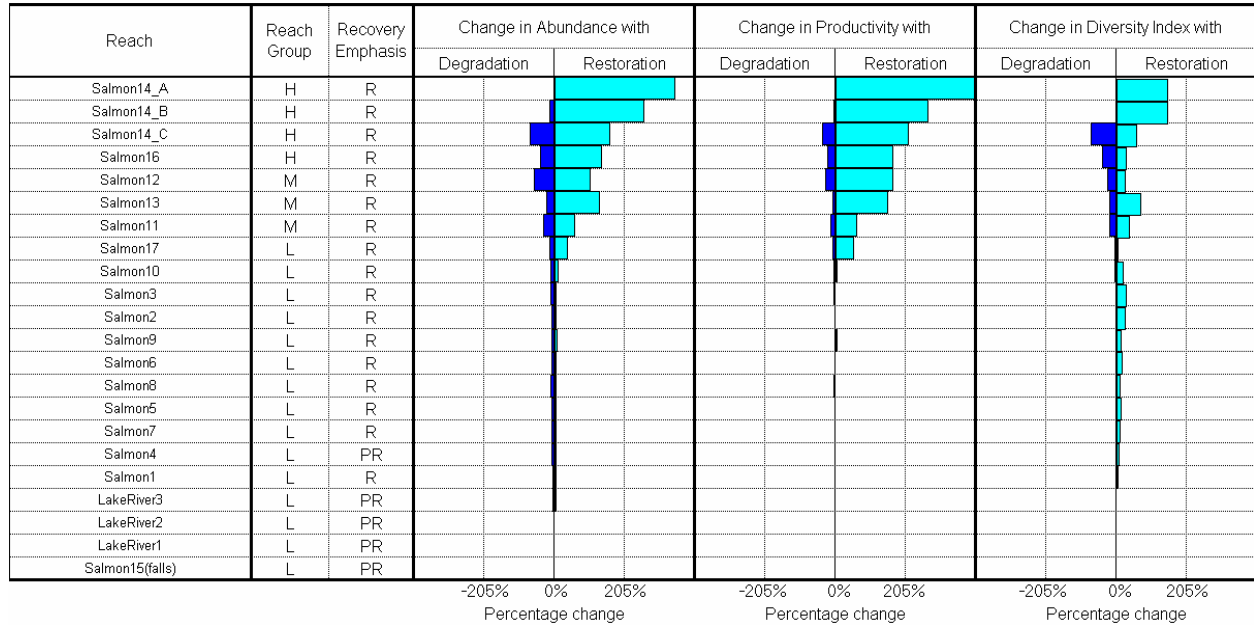 Reach Reach Group Recovery Emphasis Change in Abundance with Change in Productivity with Change in Diversity Index with
Degradation Restoration Degradation Restoration Degradation Restoration
Salmon14_A H R
Salmon14_B H R
Salmon14_C H R
Salmon16 H R
Salmon12 M R
Salmon13 M R
Salmon11 M R
Salmon17 L R
Salmon10 L R
Salmon3 L R
Salmon2 L R
Salmon9 L R
Salmon6 L R
Salmon8 L R
Salmon5 L R
Salmon7 L R
Salmon4 L PR
Salmon1 L R
LakeRiver3 L PR
LakeRiver2 L PR
LakeRiver1 L PR
Salmon15(falls) L PR
-205% 0% 205% -205% 0% 205% -205% 0% 205%
Percentage change Percentage change Percentage change